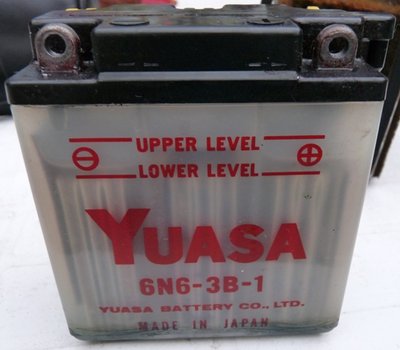 UPPER LEVEL
LOWER LEVEL
YUASA
6N6-3B-1
YUASA BATTERY CO., LTD.
MADE IN JAPAN